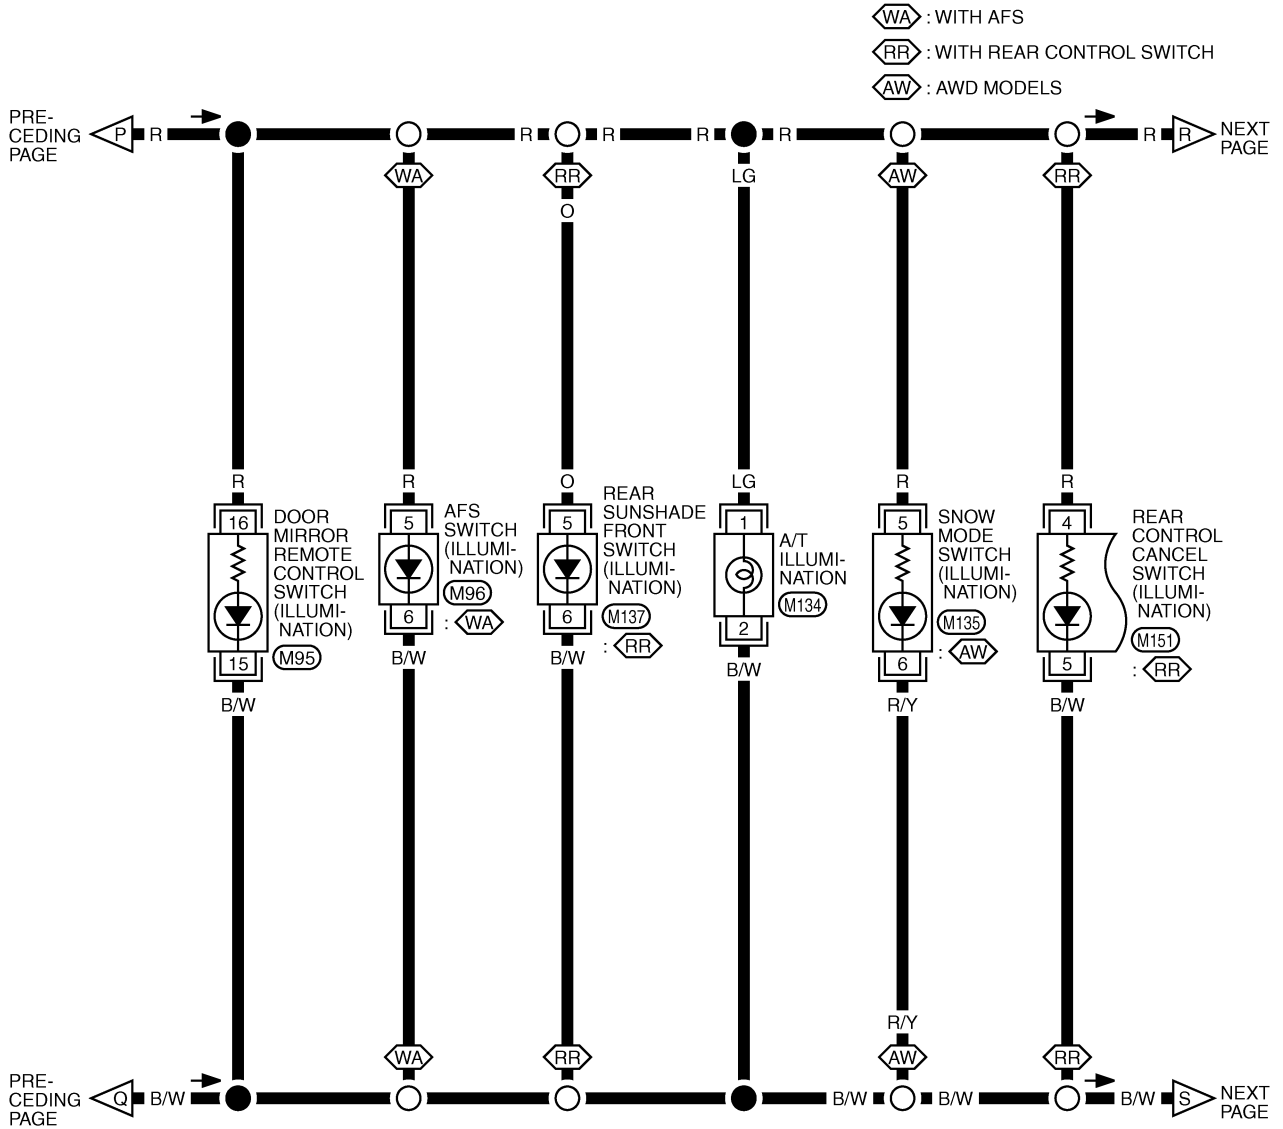 WA : WITH AFS
RR : WITH REAR CONTROL SWITCH
AW : AWD MODELS
PRE-
CEDING
PAGE
P R R R R R R R
NEXT
PAGE
WA RR LG AW RR
O
R R O LG R R
16
DOOR
MIRROR
REMOTE
CONTROL
SWITCH
(ILLUMI-
NATION)
M95
15
5
AFS
SWITCH
(ILLUMI-
NATION)
M96
6
: WA
5
REAR
SUNSHADE
FRONT
SWITCH
(ILLUMI-
NATION)
M137
6
: RR
1
A/T
ILLUMI-
NATION
M134
2
5
SNOW
MODE
SWITCH
(ILLUMI-
NATION)
M135
6
: AW
4
REAR
CONTROL
CANCEL
SWITCH
(ILLUMI-
NATION)
M151
5
: RR
B/W B/W B/W B/W R/Y B/W
R/Y
WA RR AW RR
PRE-
CEDING
PAGE
Q B/W B/W B/W B/W S
NEXT
PAGE